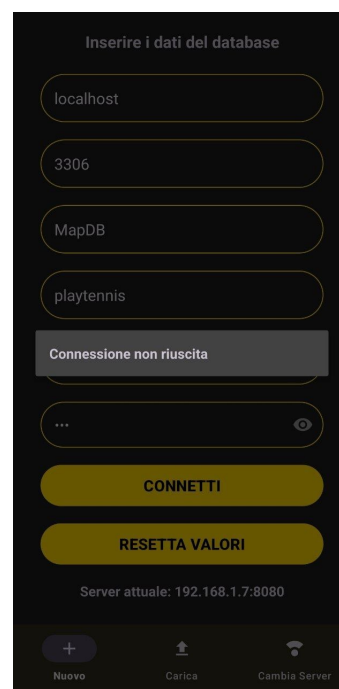 Inserire i dati del database
localhost
3306
MapDB
playtennis
Connessione non riuscita
•••
CONNETTI
RESETTA VALORI
Server attuale: 192.168.1.7:8080
Nuovo
Carica
Cambia Server